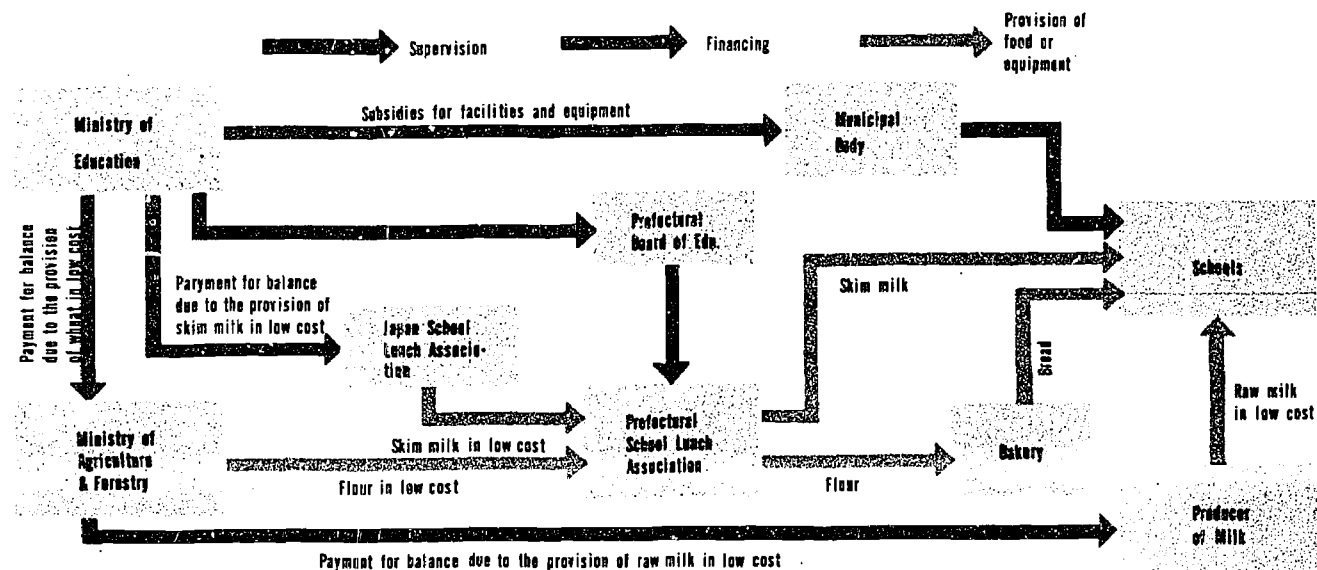 Supervision
Financing
Provision of
food or
equipment
Ministry of
Education
Subsidies for facilities and equipment
Municipal
Body
Payment for balance
due to the provision
of wheat in low cost
Parymont for balance
due to the provision of
skim milk in low cost
Prefectural
Board of Edu.
Skim milk
Schools
Japan School
Lunch Associa-
tion
Bread
Raw milk
in low cost
Ministry of
Agriculture
& Forestry
Skim milk in low cost
Flour in low cost
Prefectural
School Lunch
Association
Flour
Bakery
Producer
of Milk
Paymunt for balance due to the provision of raw milk in low cost